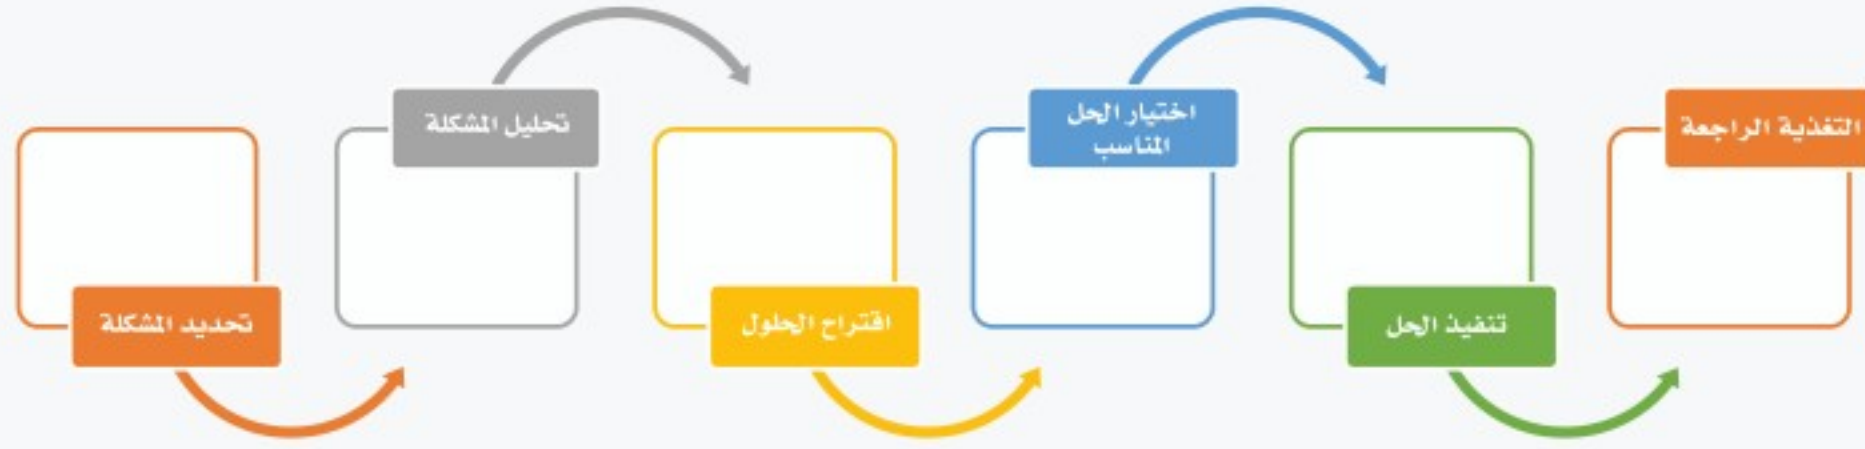 تحديد المشكلة
تحليل المشكلة
اقتراح الحلول
اختيار الحل
المناسب
تنفيذ الحل
التغذية الراجعة